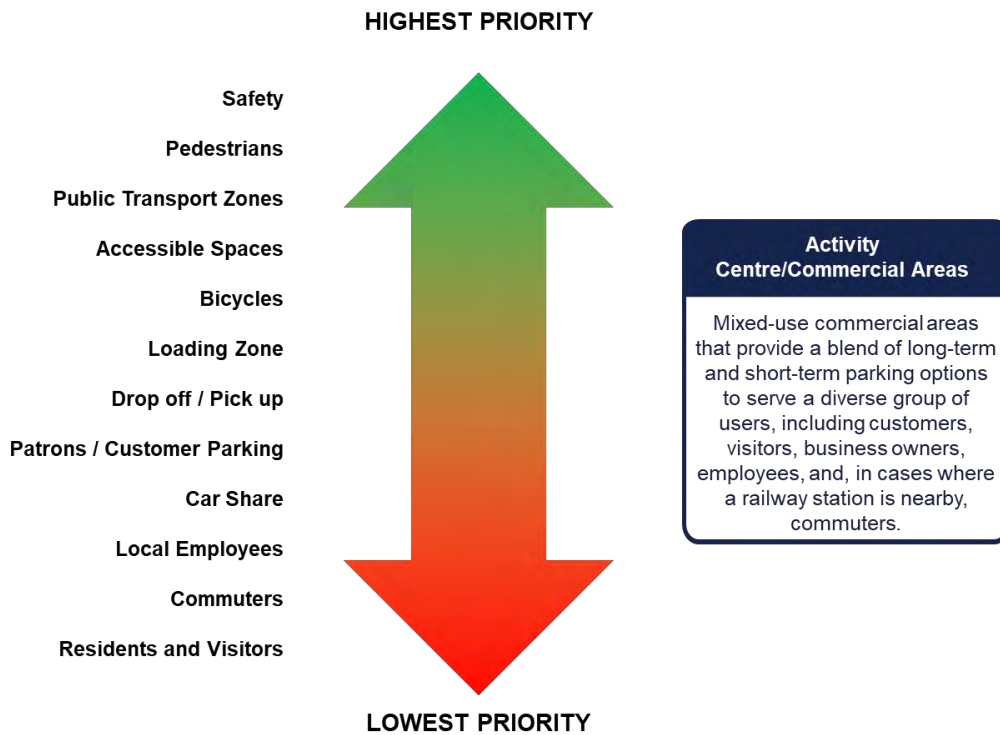 HIGHEST PRIORITY
Safety
Pedestrians
Public Transport Zones
Accessible Spaces
Bicycles
Loading Zone
Drop off / Pick up
Patrons / Customer Parking
Car Share
Local Employees
Commuters
Residents and Visitors
LOWEST PRIORITY
Activity
Centre/Commercial Areas
Mixed-use commercial areas
that provide a blend of long-term
and short-term parking options
to serve a diverse group of
users, including customers,
visitors, business owners,
employees, and, in cases where
a railway station is nearby,
commuters.